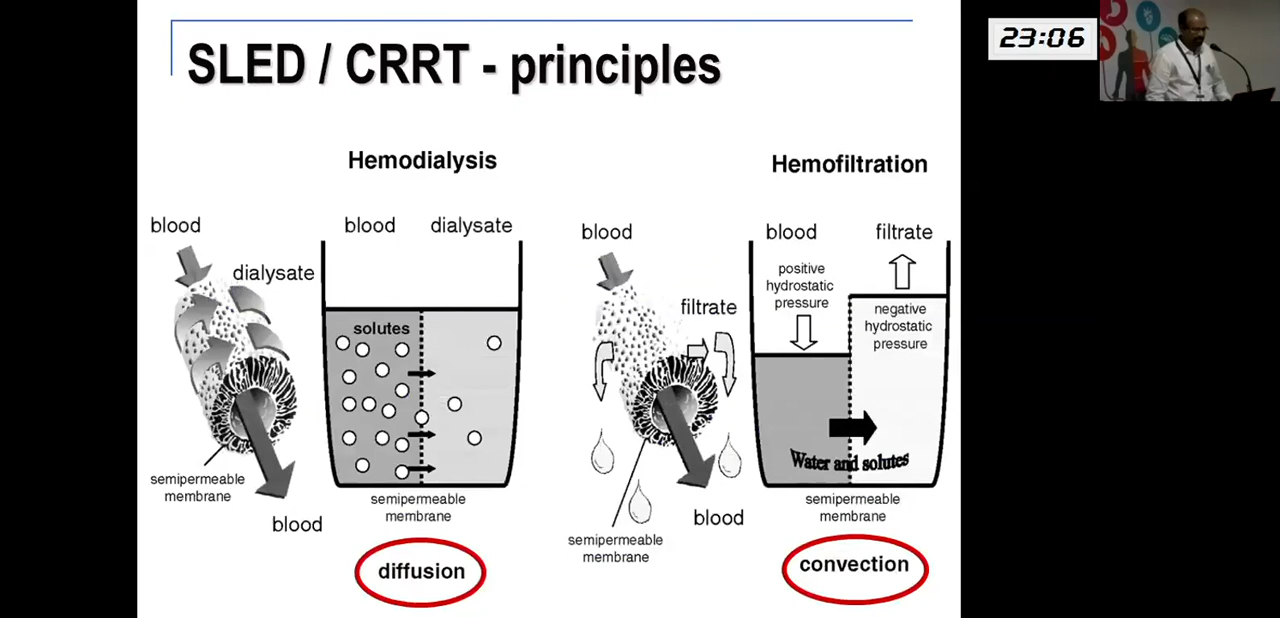 SLED / CRRT - principles
23:06
Hemodialysis
blood
dialysate
blood
dialysate
solutes
semipermeable
membrane
blood
semipermeable
membrane
diffusion
Hemofiltration
blood
filtrate
blood
filtrate
positive
hydrostatic
pressure
negative
hydrostatic
pressure
Water and solutes
semipermeable
membrane
blood
semipermeable
membrane
convection